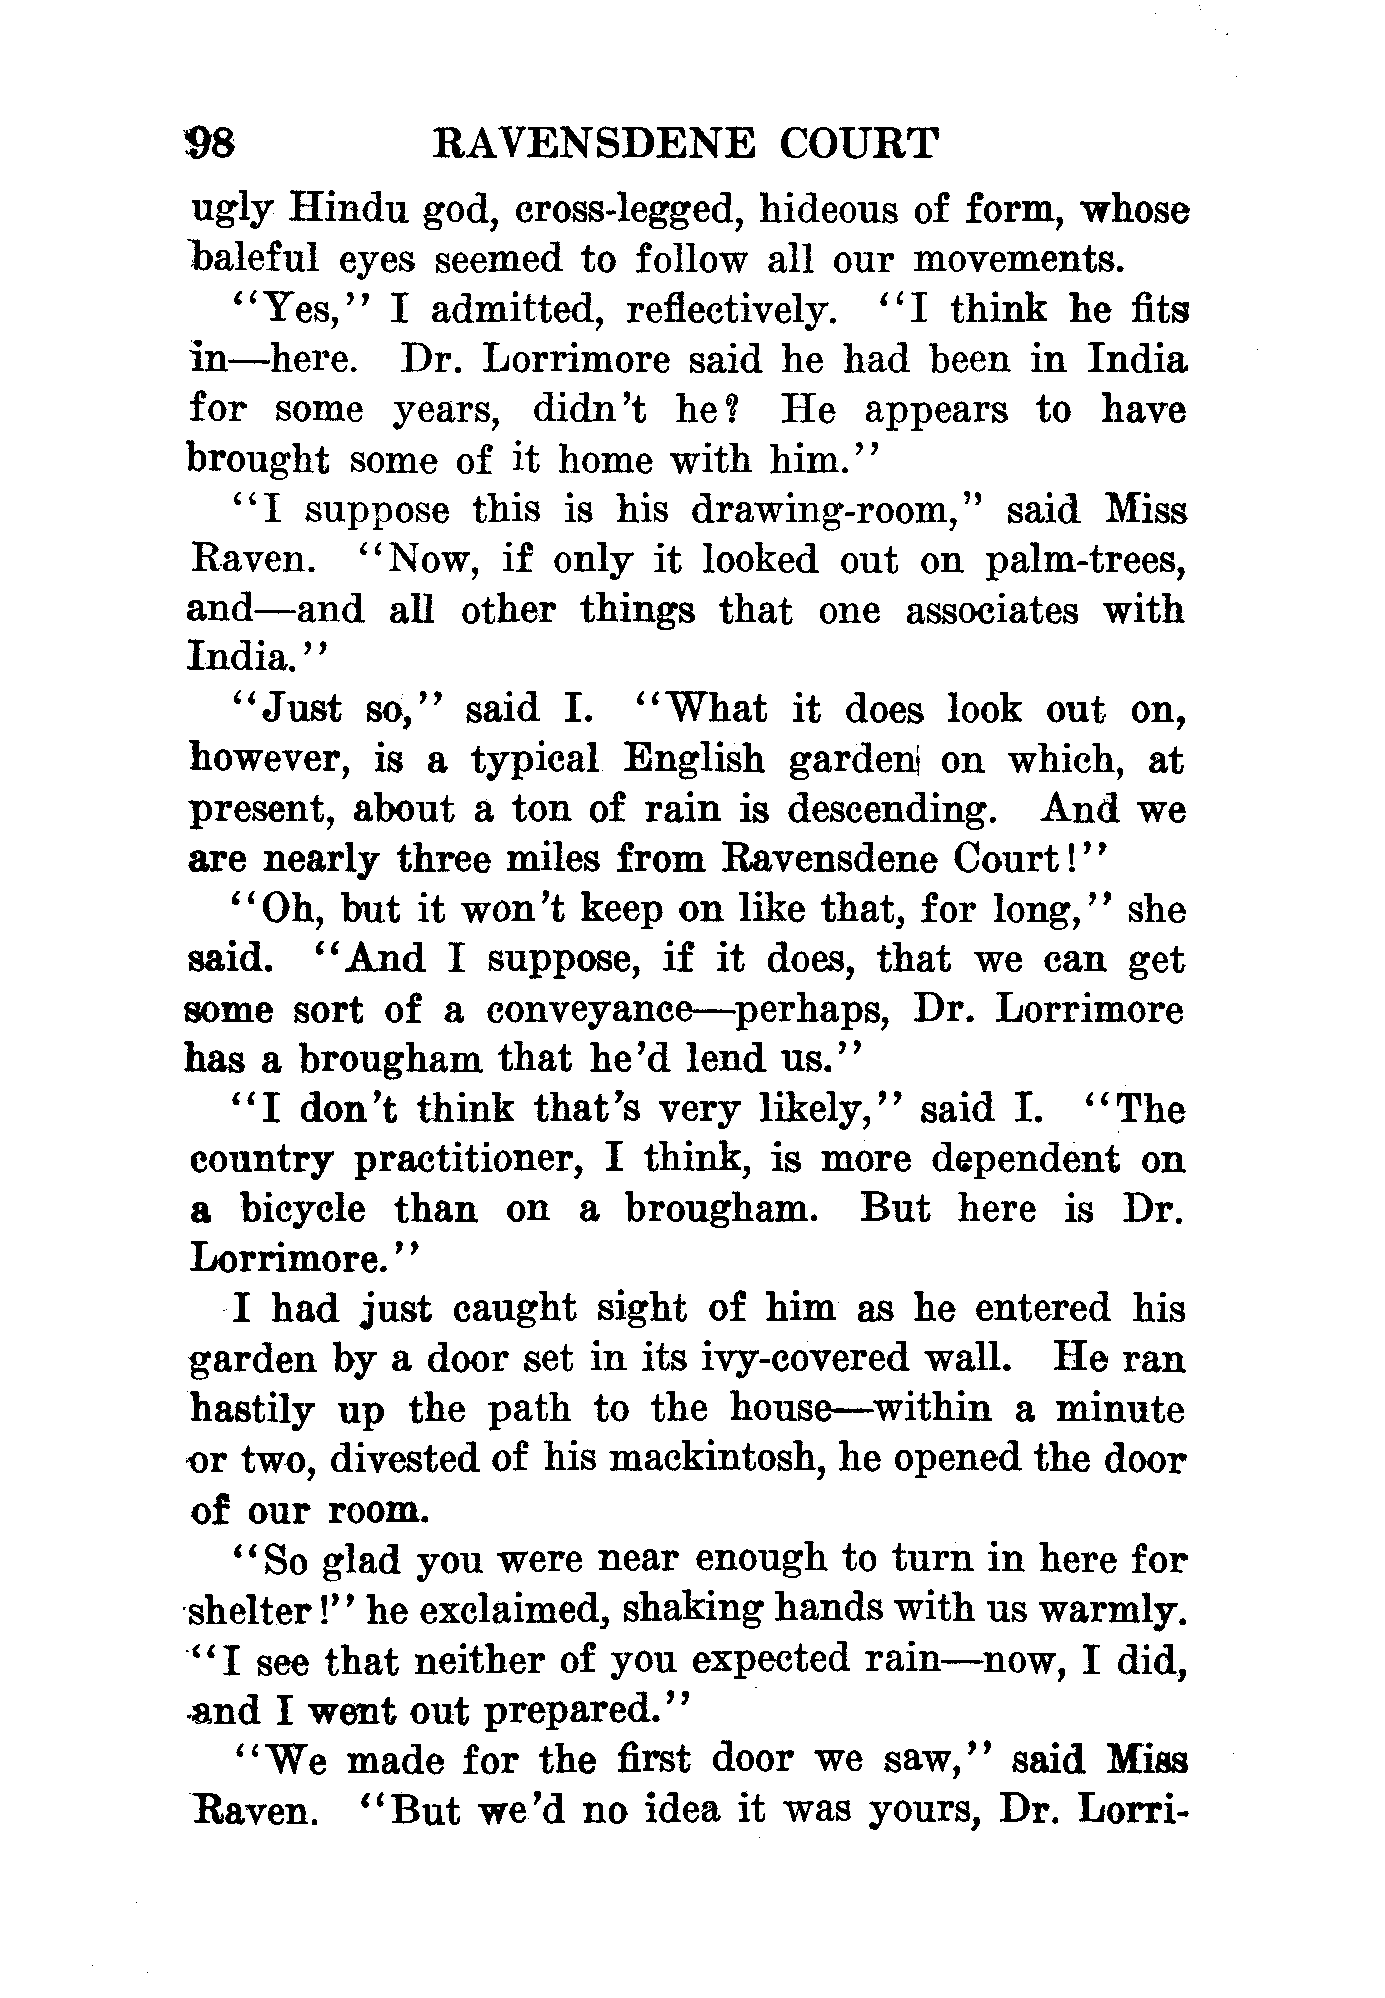 98 RAVENSDENE COURT
ugly Hindu god, cross-legged, hideous of form, whose
baleful eyes seemed to follow all our movements.
"Yes," I admitted, reflectively. "I think he fits
in—here. Dr. Lorrimore said he had been in India
for some years, didn't he? He appears to have
brought some of it home with him."
"I suppose this is his drawing-room," said Miss
Raven. "Now, if only it looked out on palm-trees,
and—and all other things that one associates with
India."
"Just so," said I. "What it does look out on,
however, is a typical English garden on which, at
present, about a ton of rain is descending. And we
are nearly three miles from Ravensdene Court!"
"Oh, but it won't keep on like that, for long," she
said. "And I suppose, if it does, that we can get
some sort of a conveyance—perhaps, Dr. Lorrimore
has a brougham that he'd lend us."
"I don't think that's very likely," said I. "The
country practitioner, I think, is more dependent on
a bicycle than on a brougham. But here is Dr.
Lorrimore."
I had just caught sight of him as he entered his
garden by a door set in its ivy-covered wall. He ran
hastily up the path to the house—within a minute
or two, divested of his mackintosh, he opened the door
of our room.
"So glad you were near enough to turn in here for
shelter!" he exclaimed, shaking hands with us warmly.
"I see that neither of you expected rain—now, I did,
and I went out prepared."
"We made for the first door we saw," said Miss
Raven. "But we'd no idea it was yours, Dr. Lorri-